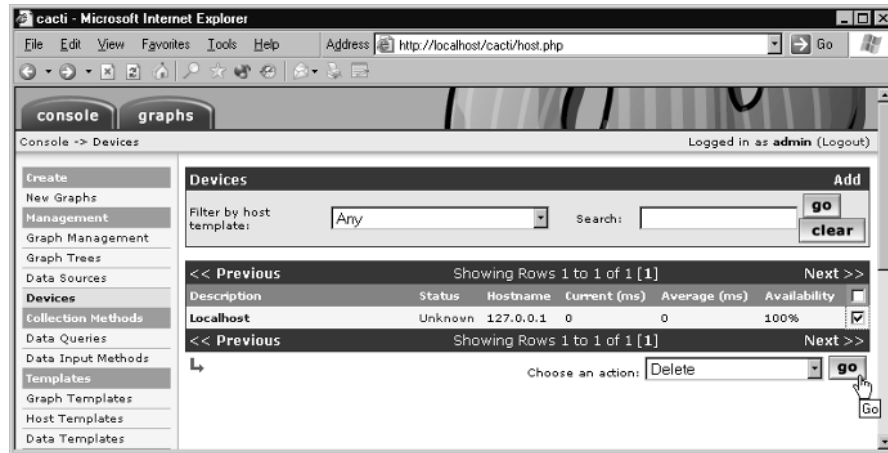 cacti - Microsoft Internet Explorer
File Edit View Favorites Tools Help Address http://localhost/cacti/host.php Go
console graphs
Console -> Devices Logged in as admin (Logout)
Create
New Graphs
Management
Graph Management
Graph Trees
Data Sources
Devices
Collection Methods
Data Queries
Data Input Methods
Templates
Graph Templates
Host Templates
Data Templates
Devices Add
Filter by host template: Any Search: go clear
<< Previous Showing Rows 1 to 1 of 1 [1] Next >>
Description Status Hostname Current (ms) Average (ms) Availability
Localhost Unknown 127.0.0.1 0 0 100%
<< Previous Showing Rows 1 to 1 of 1 [1] Next >>
Choose an action: Delete go
Go